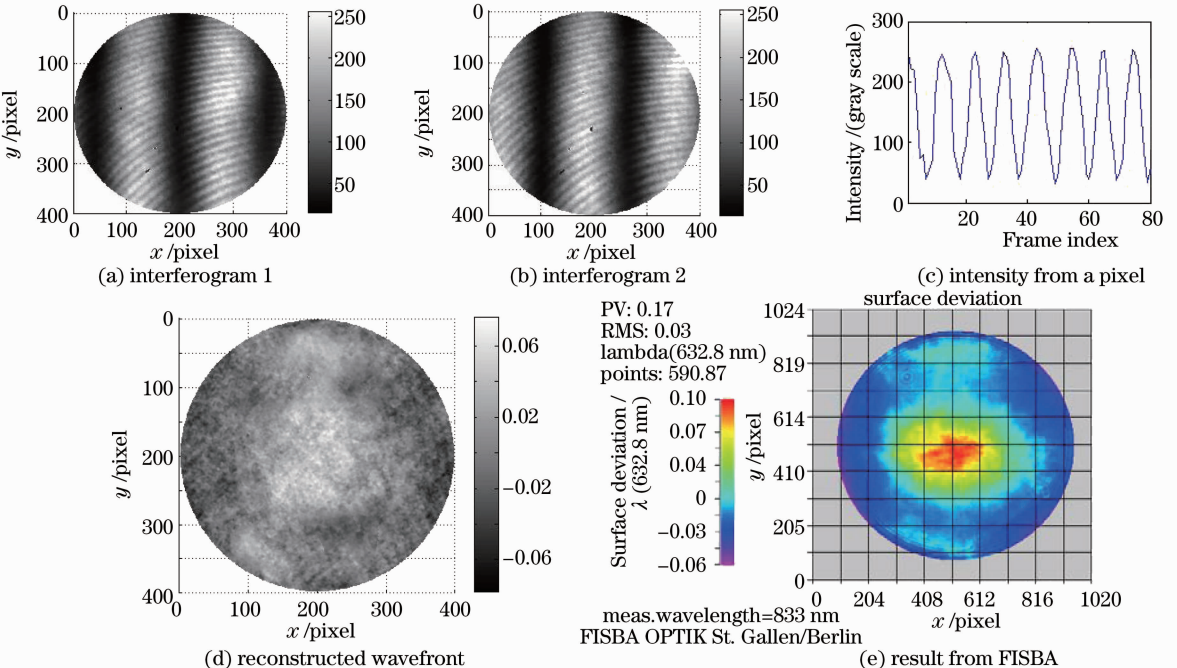 0
100
200
300
400
y /pixel
0 100 200 300 400
x /pixel
250
200
150
100
50
(a) interferogram 1
0
100
200
300
400
y /pixel
0 100 200 300 400
x /pixel
250
200
150
100
50
(b) interferogram 2
300
200
100
0
Intensity /(gray scale)
20 40 60 80
Frame index
(c) intensity from a pixel
0
100
200
300
400
y /pixel
0 100 200 300 400
x /pixel
0.06
0.02
−0.02
−0.06
(d) reconstructed wavefront
PV: 0.17
RMS: 0.03
lambda(632.8 nm)
points: 590.87
Surface deviation /
λ (632.8 nm)
0.10
0.07
0.04
0
−0.03
−0.06
surface deviation
1024
819
614
410
205
0
y /pixel
0 204 408 612 816 1020
x /pixel
meas.wavelength=833 nm
FISBA OPTIK St. Gallen/Berlin
(e) result from FISBA